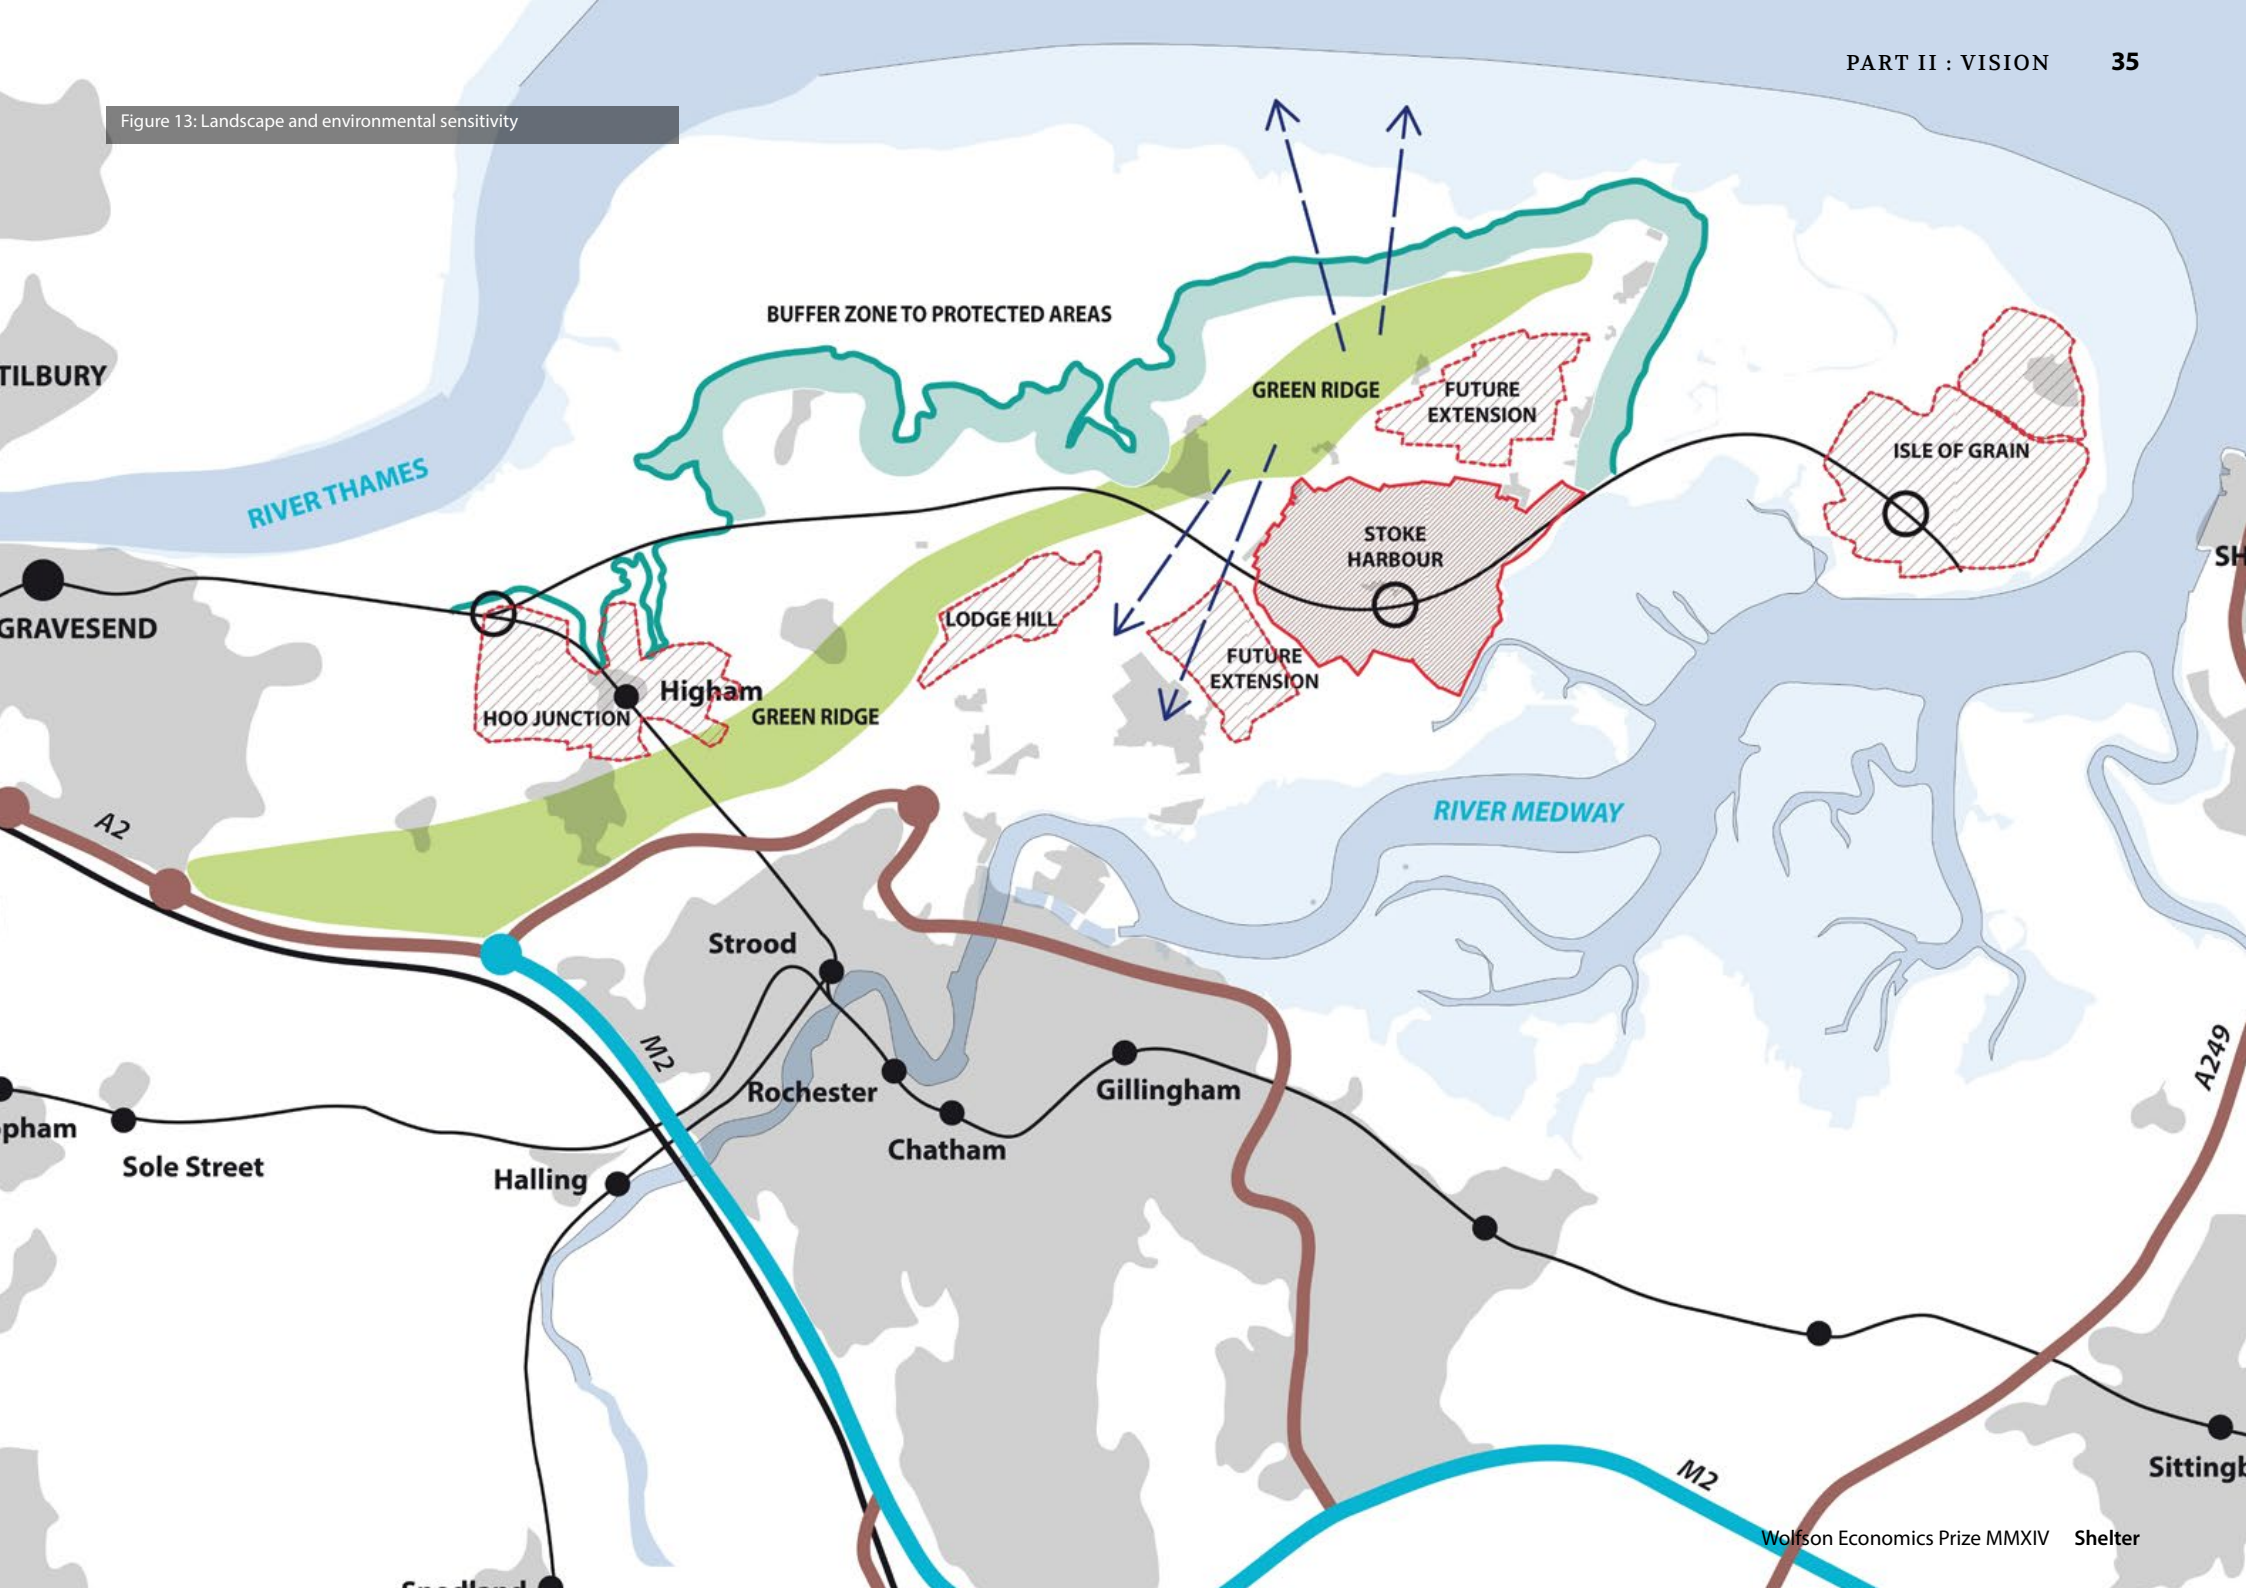 PART II : VISION 35
Figure 13: Landscape and environmental sensitivity
BUFFER ZONE TO PROTECTED AREAS
TILBURY
GREEN RIDGE
FUTURE
EXTENSION
ISLE OF GRAIN
RIVER THAMES
STOKE
HARBOUR
SH
GRAVESEND
LODGE HILL
FUTURE
EXTENSION
Higham
HOO JUNCTION
GREEN RIDGE
A2
RIVER MEDWAY
Strood
M2
A249
Rochester
Gillingham
pham
Chatham
Sole Street
Halling
M2
Sitting
Wolfson Economics Prize MMXIV Shelter